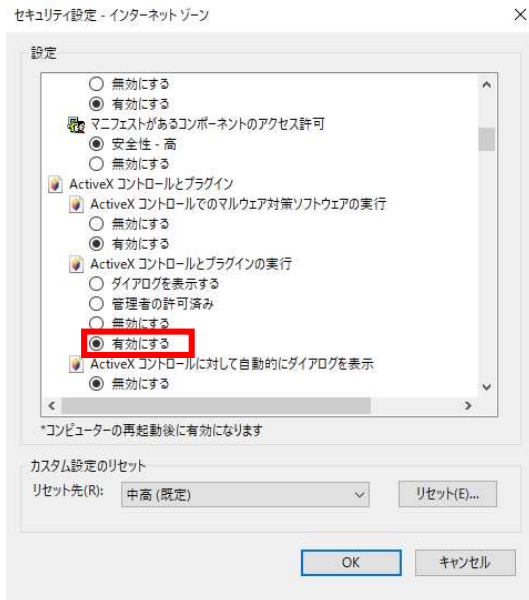 セキュリティ設定 - インターネット ゾーン
設定
無効にする
有効にする
マニフェストがあるコンポーネントのアクセス許可
安全性 - 高
無効にする
ActiveX コントロールとプラグイン
ActiveX コントロールでのマルウェア対策ソフトウェアの実行
無効にする
有効にする
ActiveX コントロールとプラグインの実行
ダイアログを表示する
管理者の許可済み
無効にする
有効にする
ActiveX コントロールに対して自動的にダイアログを表示
無効にする
*コンピューターの再起動後に有効になります
カスタム設定のリセット
リセット先(R): 中高 (既定) リセット(E)...
OK キャンセル